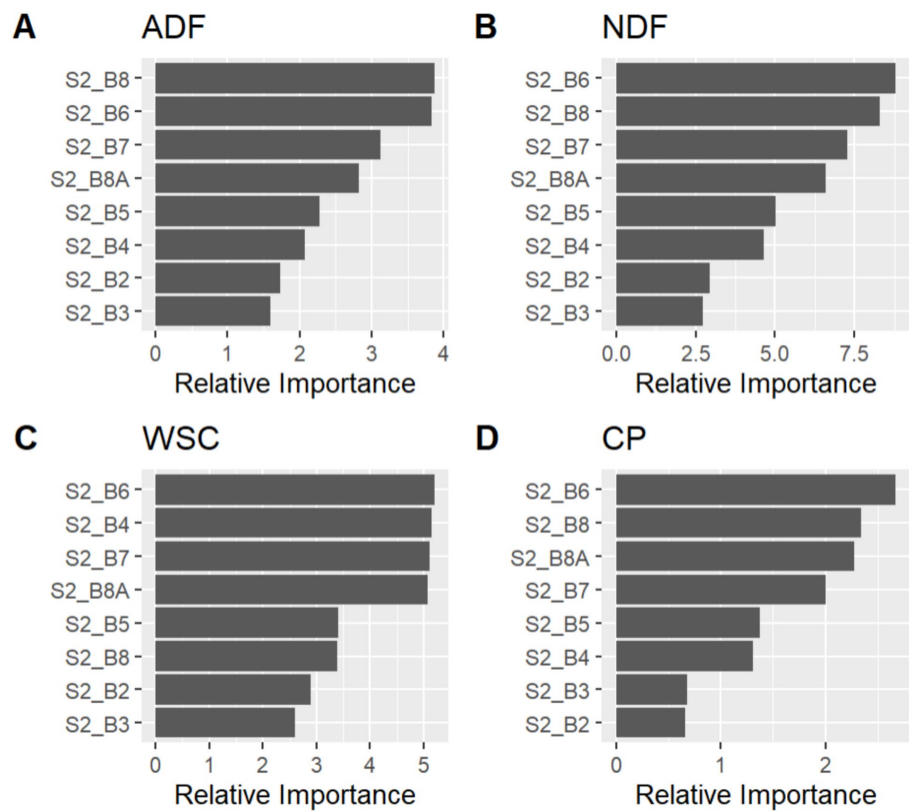 A ADF
S2_B8
S2_B6
S2_B7
S2_B8A
S2_B5
S2_B4
S2_B2
S2_B3
0 1 2 3 4
Relative Importance
B NDF
S2_B6
S2_B8
S2_B7
S2_B8A
S2_B5
S2_B4
S2_B2
S2_B3
0.0 2.5 5.0 7.5
Relative Importance
C WSC
S2_B6
S2_B4
S2_B7
S2_B8A
S2_B5
S2_B8
S2_B2
S2_B3
0 1 2 3 4 5
Relative Importance
D CP
S2_B6
S2_B8
S2_B8A
S2_B7
S2_B5
S2_B4
S2_B3
S2_B2
0 1 2
Relative Importance